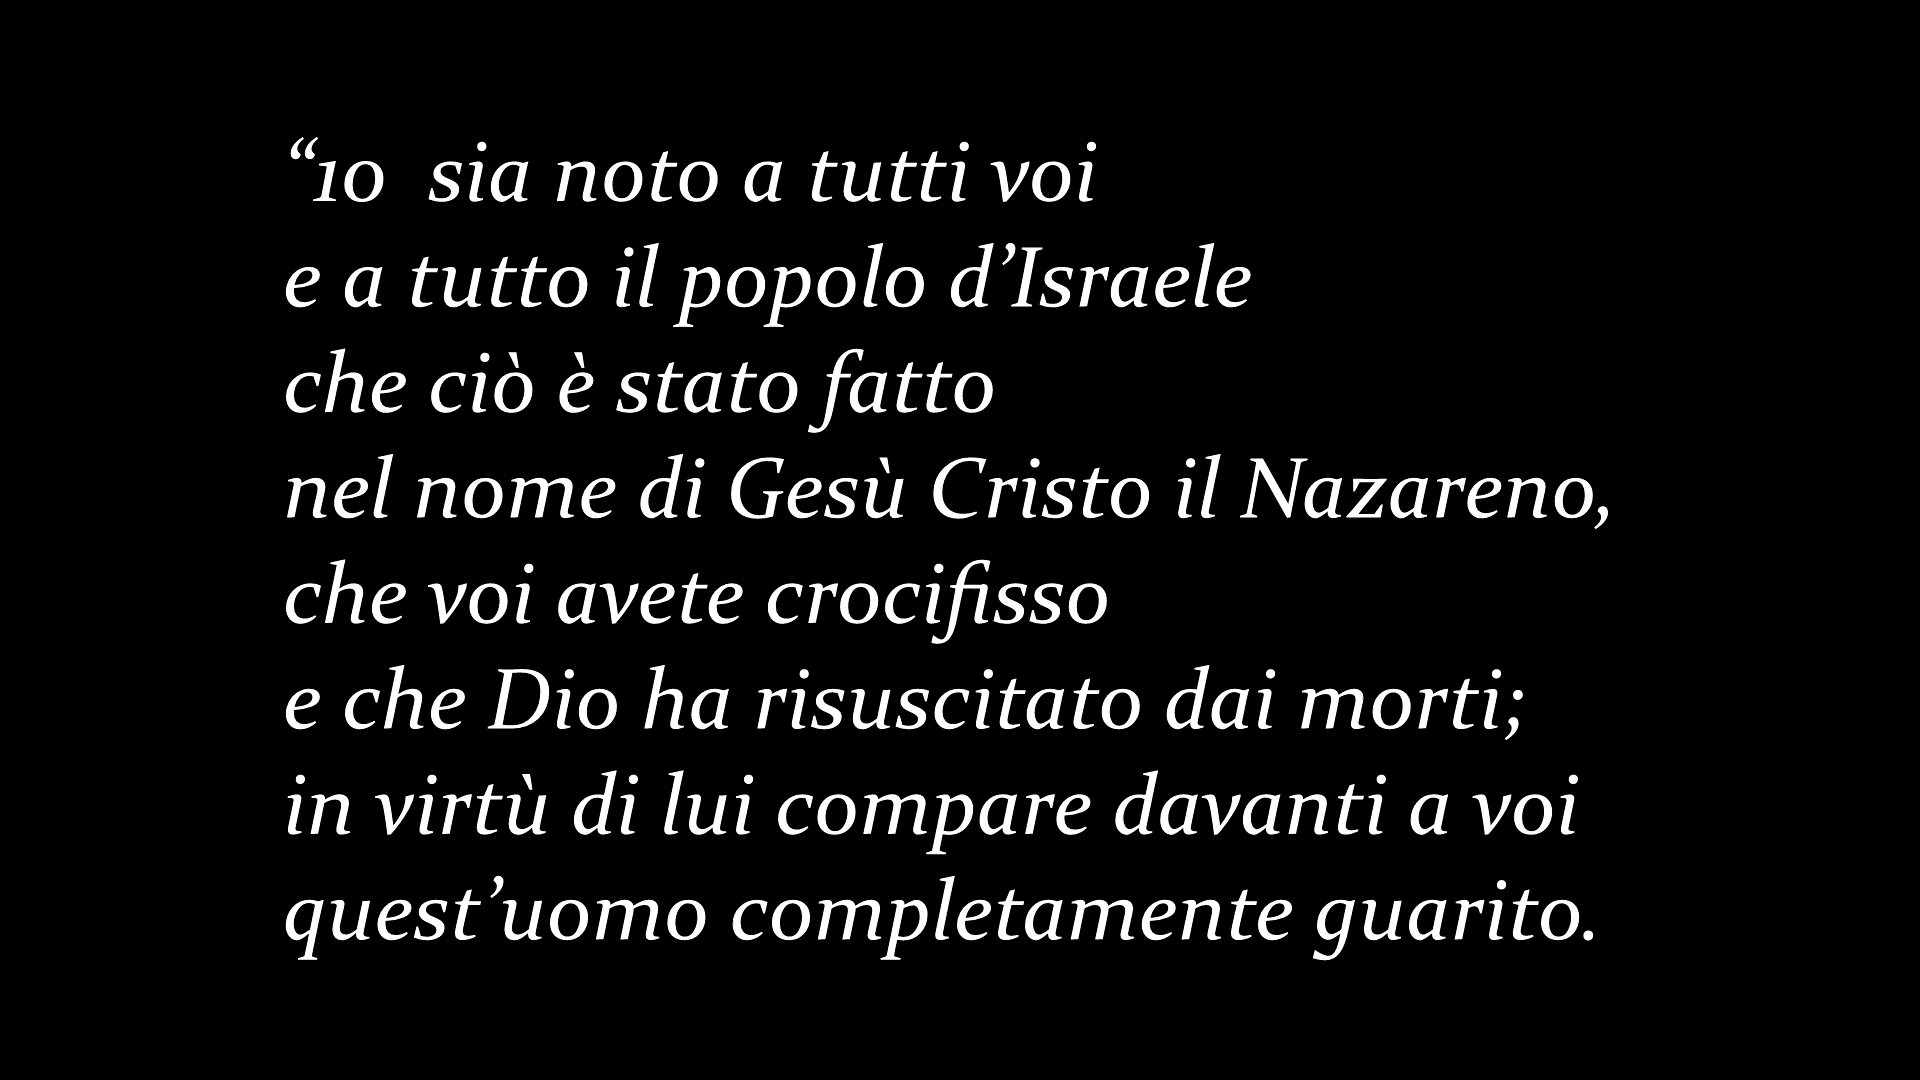 “10  sia noto a tutti voi
e a tutto il popolo d’Israele
che ciò è stato fatto
nel nome di Gesù Cristo il Nazareno,
che voi avete crocifisso
e che Dio ha risuscitato dai morti;
in virtù di lui compare davanti a voi
quest’uomo completamente guarito.